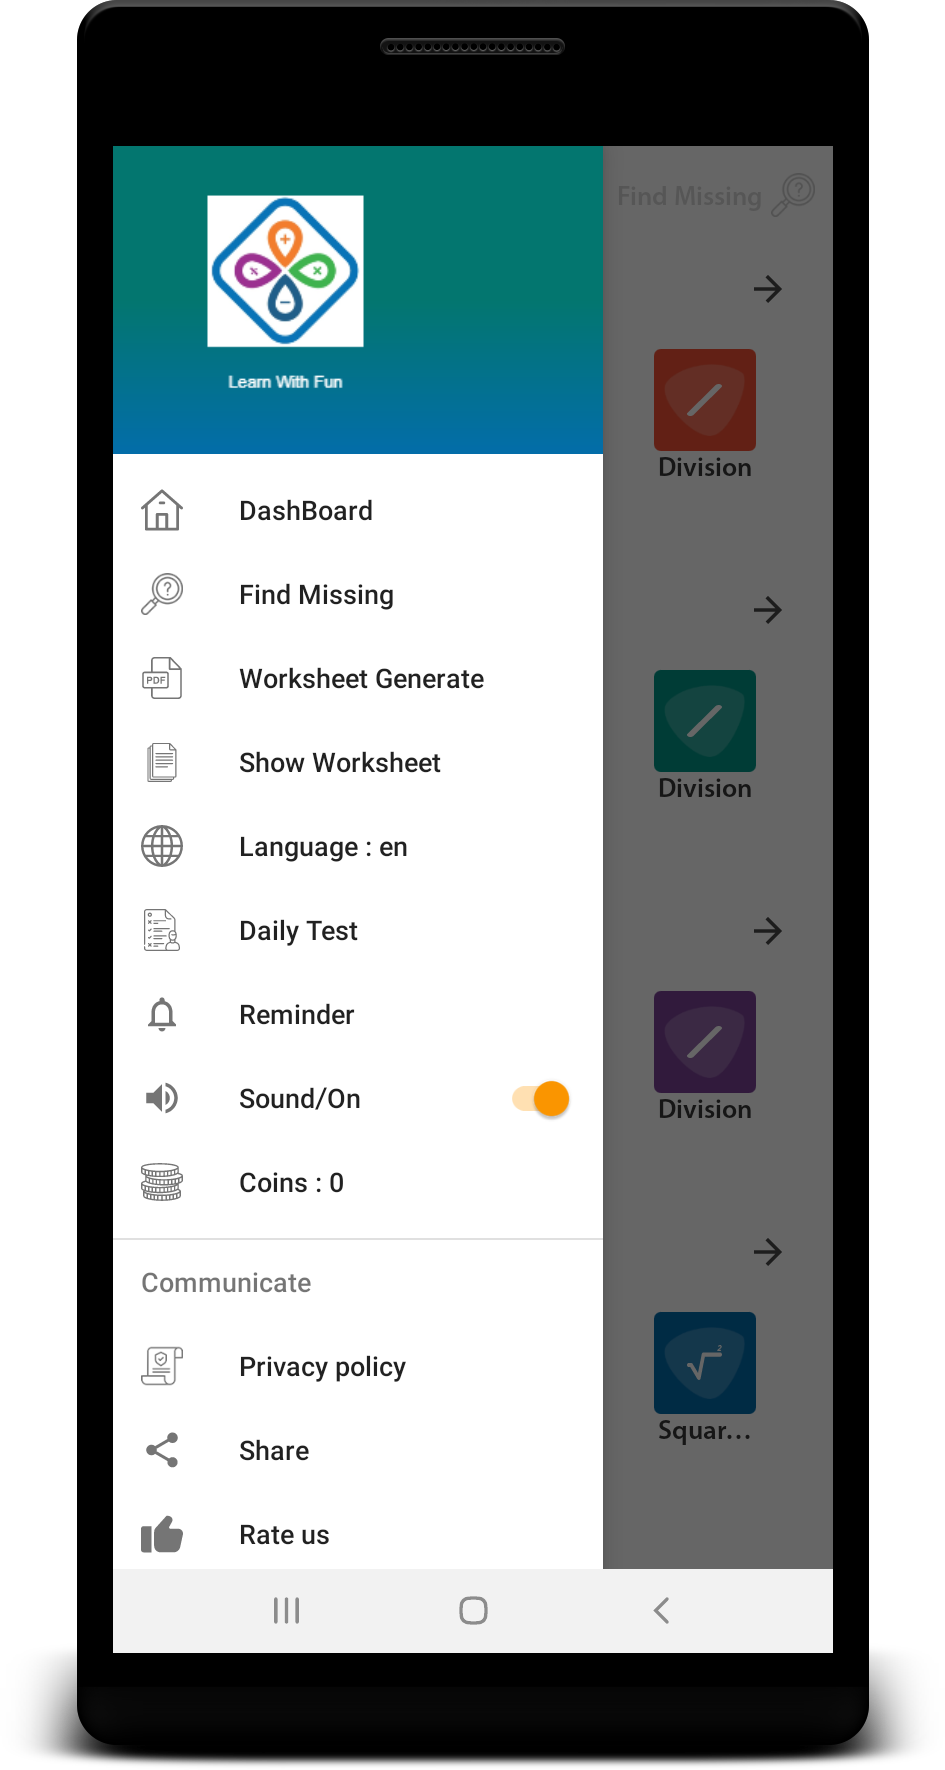 Find Missing
Learn With Fun
DashBoard
Find Missing
PDF
Worksheet Generate
Show Worksheet
Language : en
Daily Test
Reminder
Sound/On
Coins : 0
Communicate
Privacy policy
Share
Rate us
Division
Division
Division
Squar...